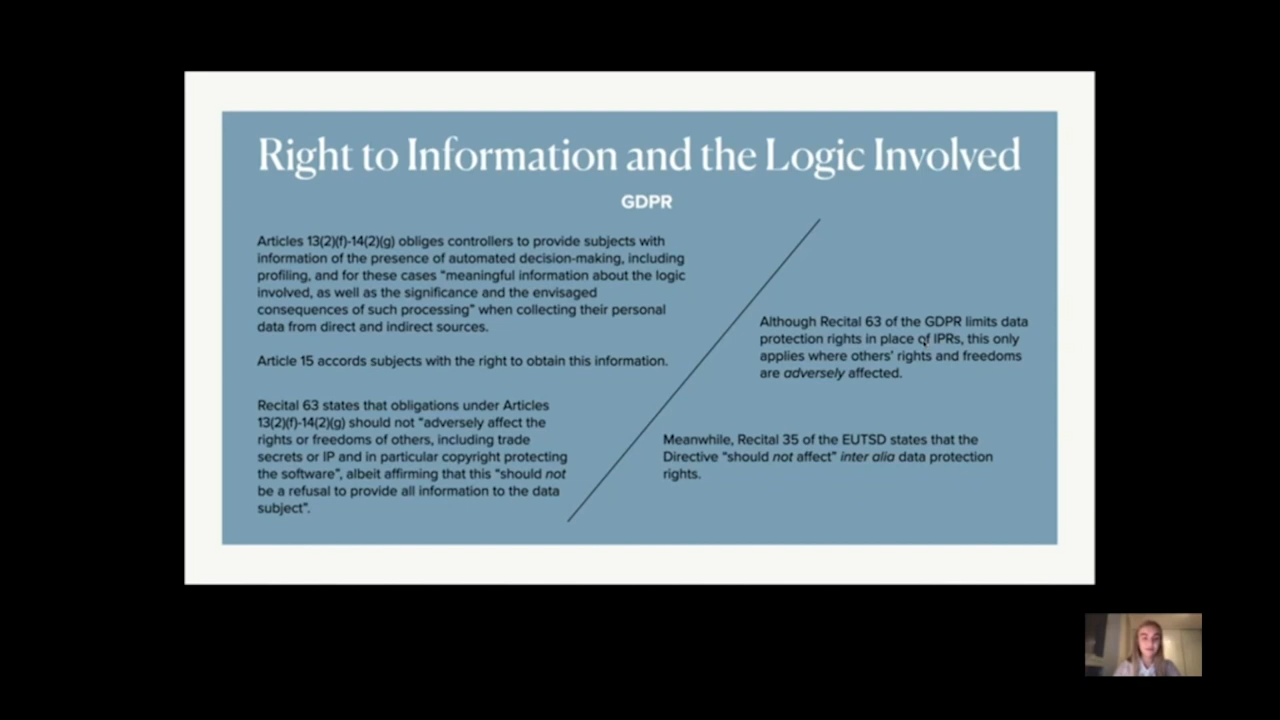 Right to Information and the Logic Involved
GDPR
Articles 13(2)(f)-14(2)(g) obliges controllers to provide subjects with
information of the presence of automated decision-making, including
profiling, and for these cases “meaningful information about the logic
involved, as well as the significance and the envisaged
consequences of such processing” when collecting their personal
data from direct and indirect sources.
Article 15 accords subjects with the right to obtain this information.
Recital 63 states that obligations under Articles
13(2)(f)-14(2)(g) should not “adversely affect the
rights or freedoms of others, including trade
secrets or IP and in particular copyright protecting
the software”, albeit affirming that this “should not
be a refusal to provide all information to the data
subject”.
Although Recital 63 of the GDPR limits data
protection rights in place of IPRs, this only
applies where others’ rights and freedoms
are adversely affected.
Meanwhile, Recital 35 of the EUTSD states that the
Directive “should not affect” inter alia data protection
rights.